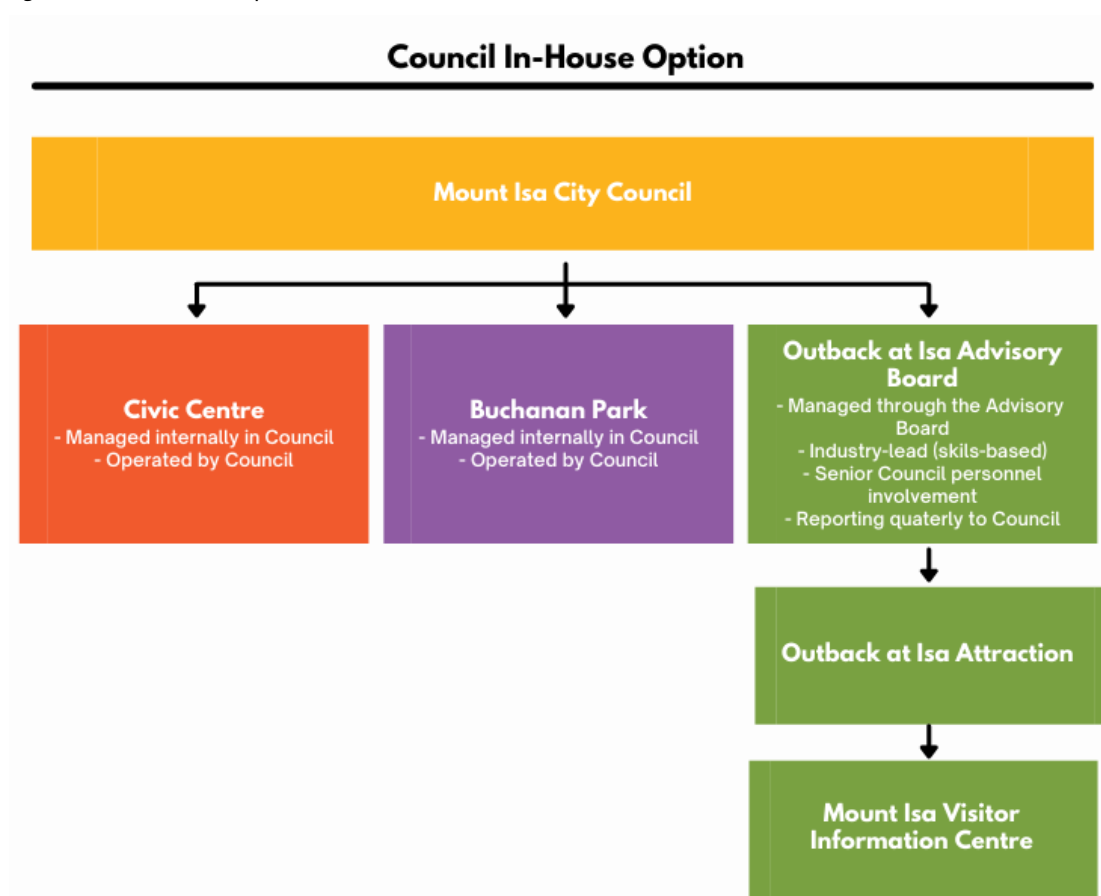 Council In-House Option
Mount Isa City Council
Civic Centre
- Managed internally in Council
- Operated by Council
Buchanan Park
- Managed internally in Council
- Operated by Council
Outback at Isa Advisory
Board
- Managed through the Advisory
Board
- Industry-lead (skils-based)
- Senior Council personnel
involvement
- Reporting quaterly to Council
Outback at Isa Attraction
Mount Isa Visitor
Information Centre